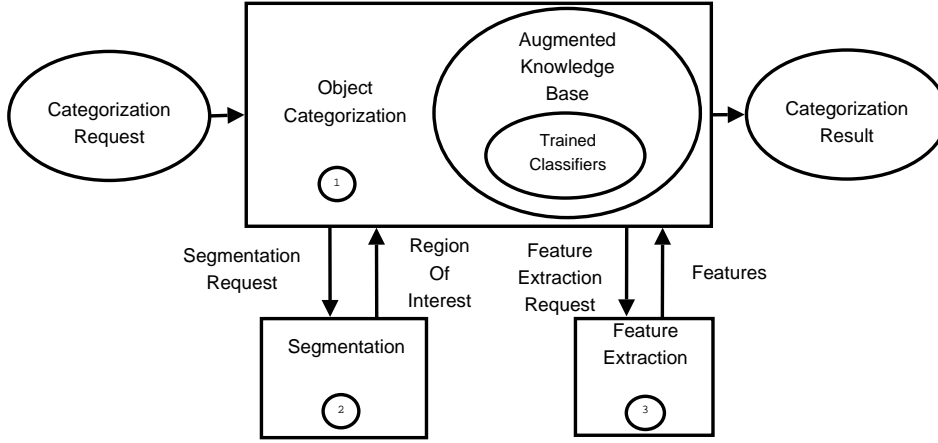 Categorization
Request
Object
Categorization
1
Augmented
Knowledge
Base
Trained
Classifiers
Categorization
Result
Segmentation
Request
Region
Of
Interest
Feature
Extraction
Request
Features
Segmentation
2
Feature
Extraction
3